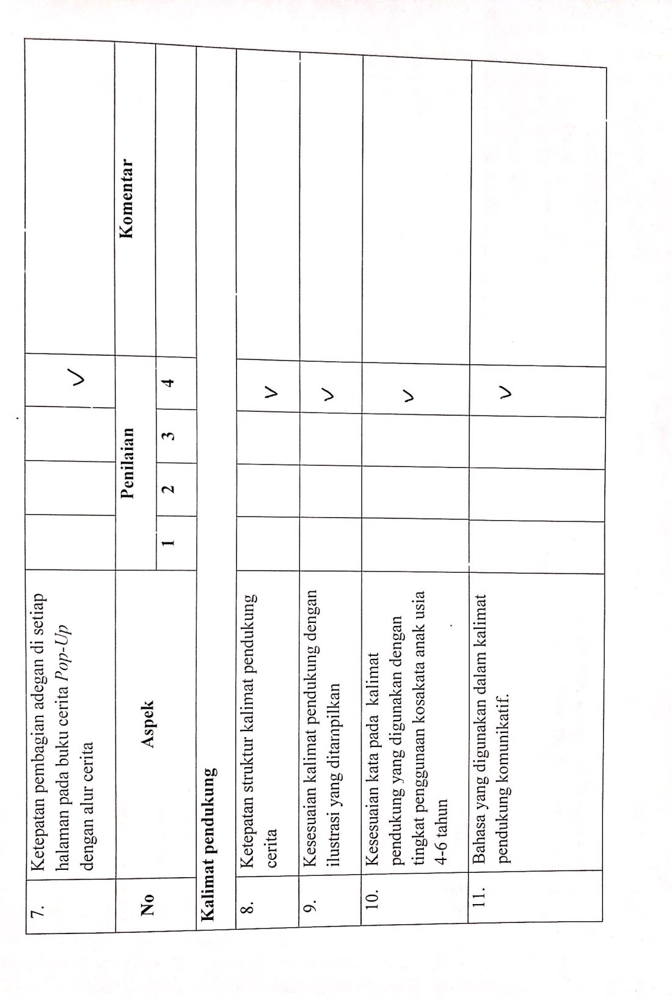 7. Ketepatan pembagian adegan di setiap
halaman pada buku cerita Pop-Up
dengan alur cerita
V
No Aspek Penilaian Komentar
1 2 3 4
Kalimat pendukung
8. Ketepatan struktur kalimat pendukung
cerita
V
9. Kesesuaian kalimat pendukung dengan
ilustrasi yang ditampilkan
V
10. Kesesuaian kata pada kalimat
pendukung yang digunakan dengan
tingkat penggunaan kosakata anak usia
4-6 tahun
V
11. Bahasa yang digunakan dalam kalimat
pendukung komunikatif.
V